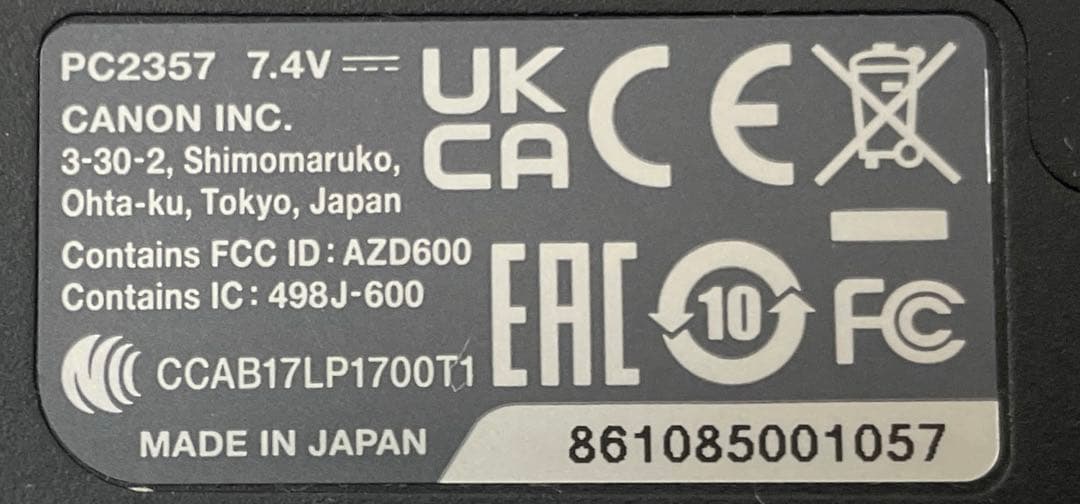 PC2357 7.4V
CANON INC.
3-30-2, Shimomaruko,
Ohta-ku, Tokyo, Japan
Contains FCC ID: AZD600
Contains IC: 498J-600
CCAB17LP1700T1
MADE IN JAPAN
UK
CA
CE
EAC
10
FC
861085001057